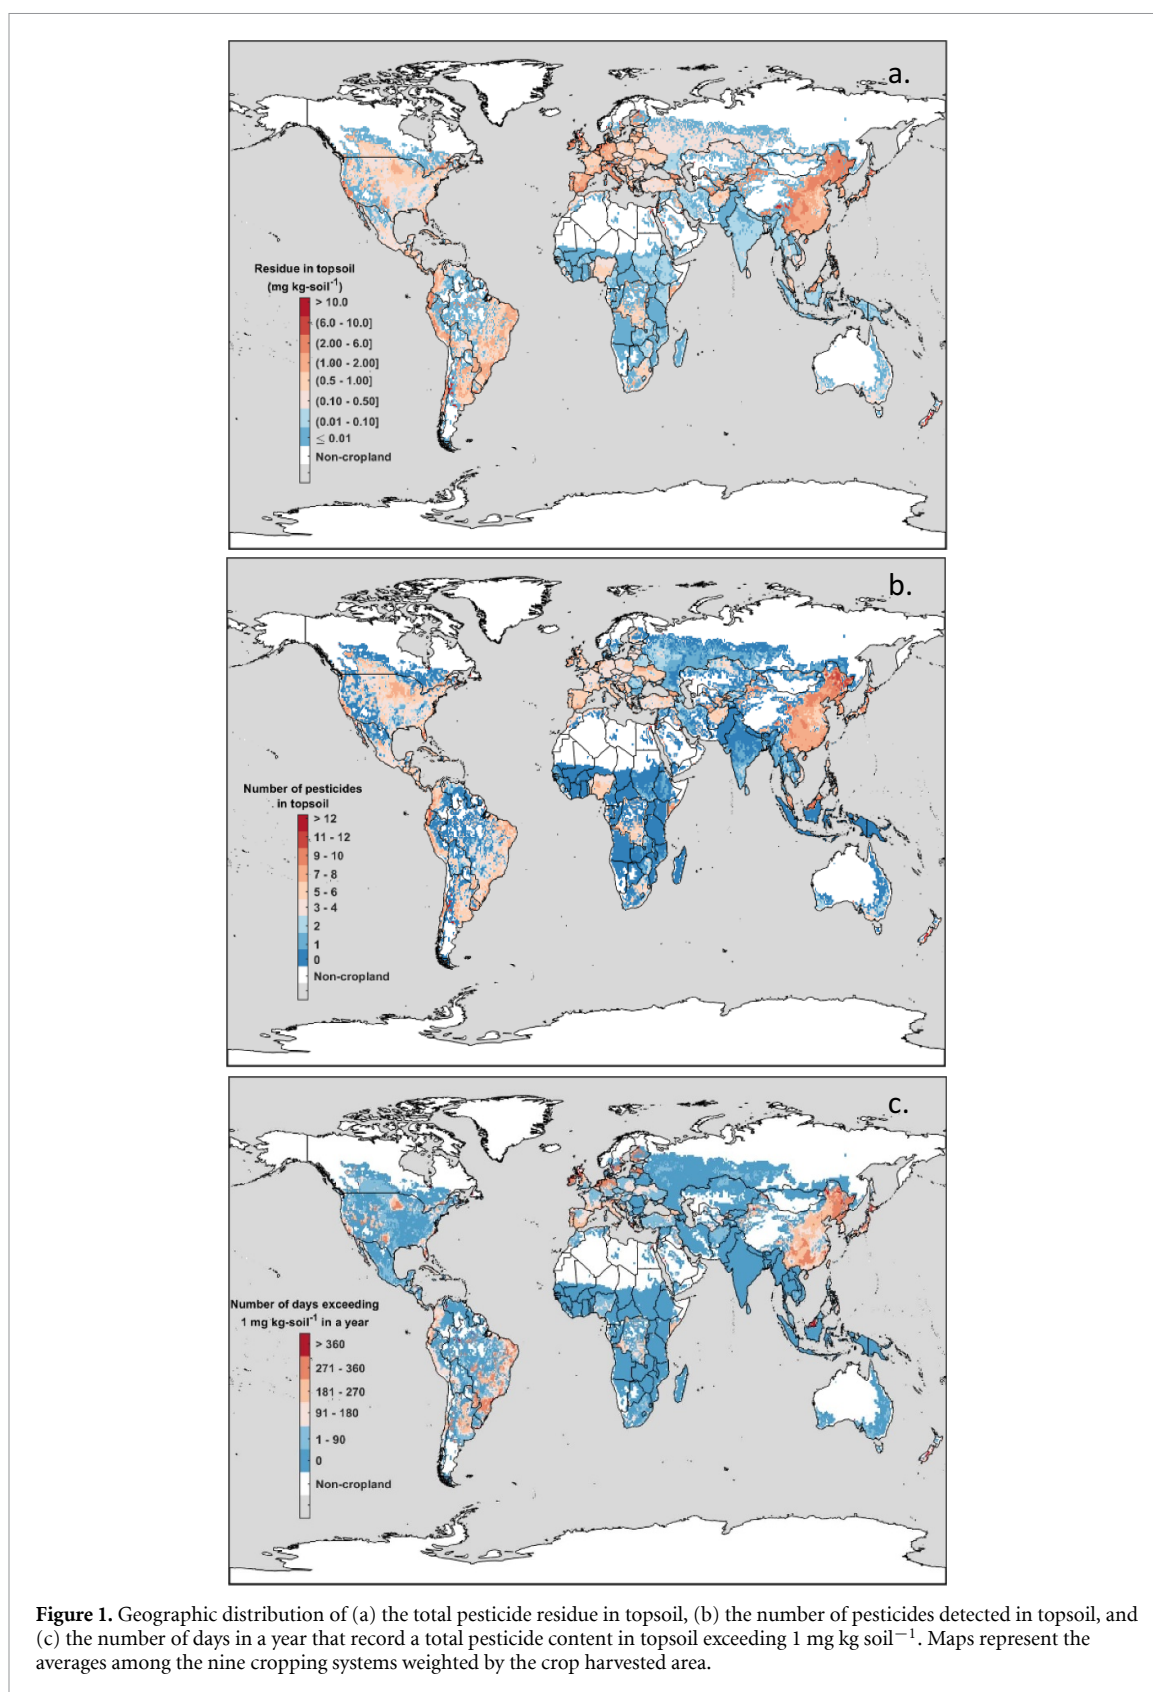 a.
Residue in topsoil
(mg kg-soil⁻¹)
> 10.0
(6.0 - 10.0]
(2.00 - 6.0]
(1.00 - 2.00]
(0.5 - 1.00]
(0.10 - 0.50]
(0.01 - 0.10]
≤ 0.01
Non-cropland
b.
Number of pesticides
in topsoil
> 12
11 - 12
9 - 10
7 - 8
5 - 6
3 - 4
2
1
0
Non-cropland
c.
Number of days exceeding
1 mg kg-soil⁻¹ in a year
> 360
271 - 360
181 - 270
91 - 180
1 - 90
0
Non-cropland
Figure 1. Geographic distribution of (a) the total pesticide residue in topsoil, (b) the number of pesticides detected in topsoil, and
(c) the number of days in a year that record a total pesticide content in topsoil exceeding 1 mg kg soil⁻¹. Maps represent the
averages among the nine cropping systems weighted by the crop harvested area.